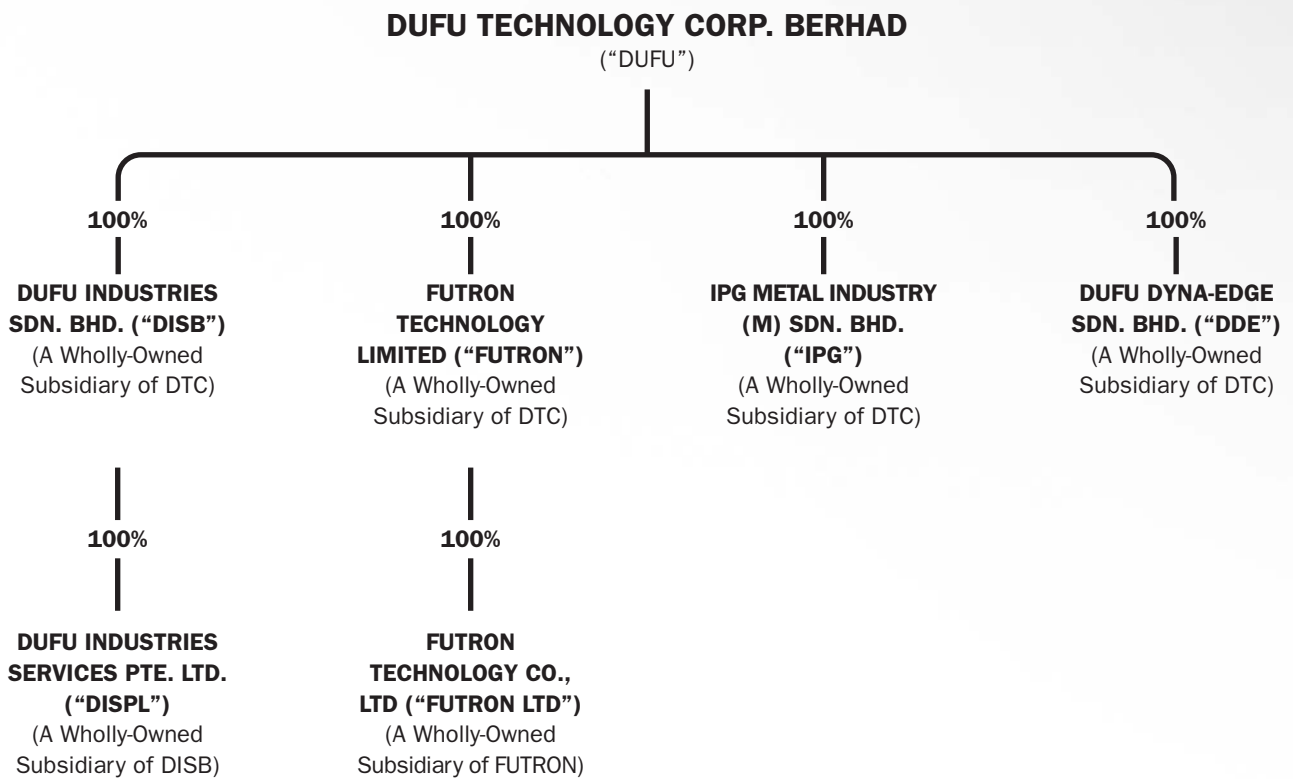 DUFU TECHNOLOGY CORP. BERHAD
(“DUFU”)
100%
100%
100%
100%
DUFU INDUSTRIES
SDN. BHD. (“DISB”)
(A Wholly-Owned
Subsidiary of DTC)
FUTRON
TECHNOLOGY
LIMITED (“FUTRON”)
(A Wholly-Owned
Subsidiary of DTC)
IPG METAL INDUSTRY
(M) SDN. BHD.
(“IPG”)
(A Wholly-Owned
Subsidiary of DTC)
DUFU DYNA-EDGE
SDN. BHD. (“DDE”)
(A Wholly-Owned
Subsidiary of DTC)
100%
100%
DUFU INDUSTRIES
SERVICES PTE. LTD.
(“DISPL”)
(A Wholly-Owned
Subsidiary of DISB)
FUTRON
TECHNOLOGY CO.,
LTD (“FUTRON LTD”)
(A Wholly-Owned
Subsidiary of FUTRON)